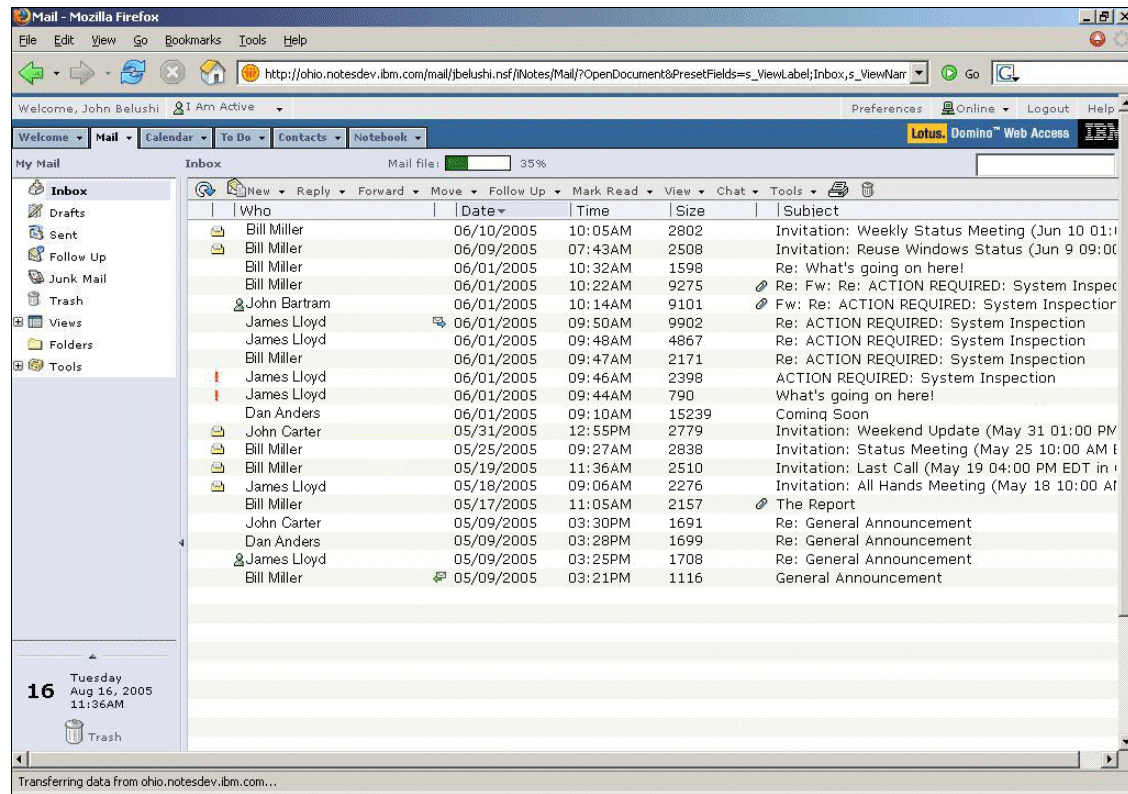 Mail - Mozilla Firefox
File Edit View Go Bookmarks Tools Help
http://ohio.notesdev.ibm.com/mail/jbelushi.nsf/iNotes/Mail/?OpenDocument&PresetFields=s_ViewLabel;Inbox,s_ViewNam Go G
Welcome, John Belushi I Am Active Preferences Online Logout Help
Welcome Mail Calendar To Do Contacts Notebook Lotus. Domino™ Web Access IBM
My Mail Inbox Mail file: 35%
Inbox
Drafts
Sent
Follow Up
Junk Mail
Trash
Views
Folders
Tools
New Reply Forward Move Follow Up Mark Read View Chat Tools
Who Date Time Size Subject
Bill Miller 06/10/2005 10:05AM 2802 Invitation: Weekly Status Meeting (Jun 10 01:
Bill Miller 06/09/2005 07:43AM 2508 Invitation: Reuse Windows Status (Jun 9 09:00
Bill Miller 06/01/2005 10:32AM 1598 Re: What's going on here!
Bill Miller 06/01/2005 10:22AM 9275 Re: Fw: Re: ACTION REQUIRED: System Inspec
John Bartram 06/01/2005 10:14AM 9101 Fw: Re: ACTION REQUIRED: System Inspection
James Lloyd 06/01/2005 09:50AM 9902 Re: ACTION REQUIRED: System Inspection
James Lloyd 06/01/2005 09:48AM 4867 Re: ACTION REQUIRED: System Inspection
Bill Miller 06/01/2005 09:47AM 2171 Re: ACTION REQUIRED: System Inspection
! James Lloyd 06/01/2005 09:46AM 2398 ACTION REQUIRED: System Inspection
! James Lloyd 06/01/2005 09:44AM 790 What's going on here!
Dan Anders 06/01/2005 09:10AM 15239 Coming Soon
John Carter 05/31/2005 12:55PM 2779 Invitation: Weekend Update (May 31 01:00 PM
Bill Miller 05/25/2005 09:27AM 2838 Invitation: Status Meeting (May 25 10:00 AM E
Bill Miller 05/19/2005 11:36AM 2510 Invitation: Last Call (May 19 04:00 PM EDT in
James Lloyd 05/18/2005 09:06AM 2276 Invitation: All Hands Meeting (May 18 10:00 AM
Bill Miller 05/17/2005 11:05AM 2157 The Report
John Carter 05/09/2005 03:30PM 1691 Re: General Announcement
Dan Anders 05/09/2005 03:28PM 1699 Re: General Announcement
James Lloyd 05/09/2005 03:25PM 1708 Re: General Announcement
Bill Miller 05/09/2005 03:21PM 1116 General Announcement
16
Tuesday
Aug 16, 2005
11:36AM
Trash
Transferring data from ohio.notesdev.ibm.com...